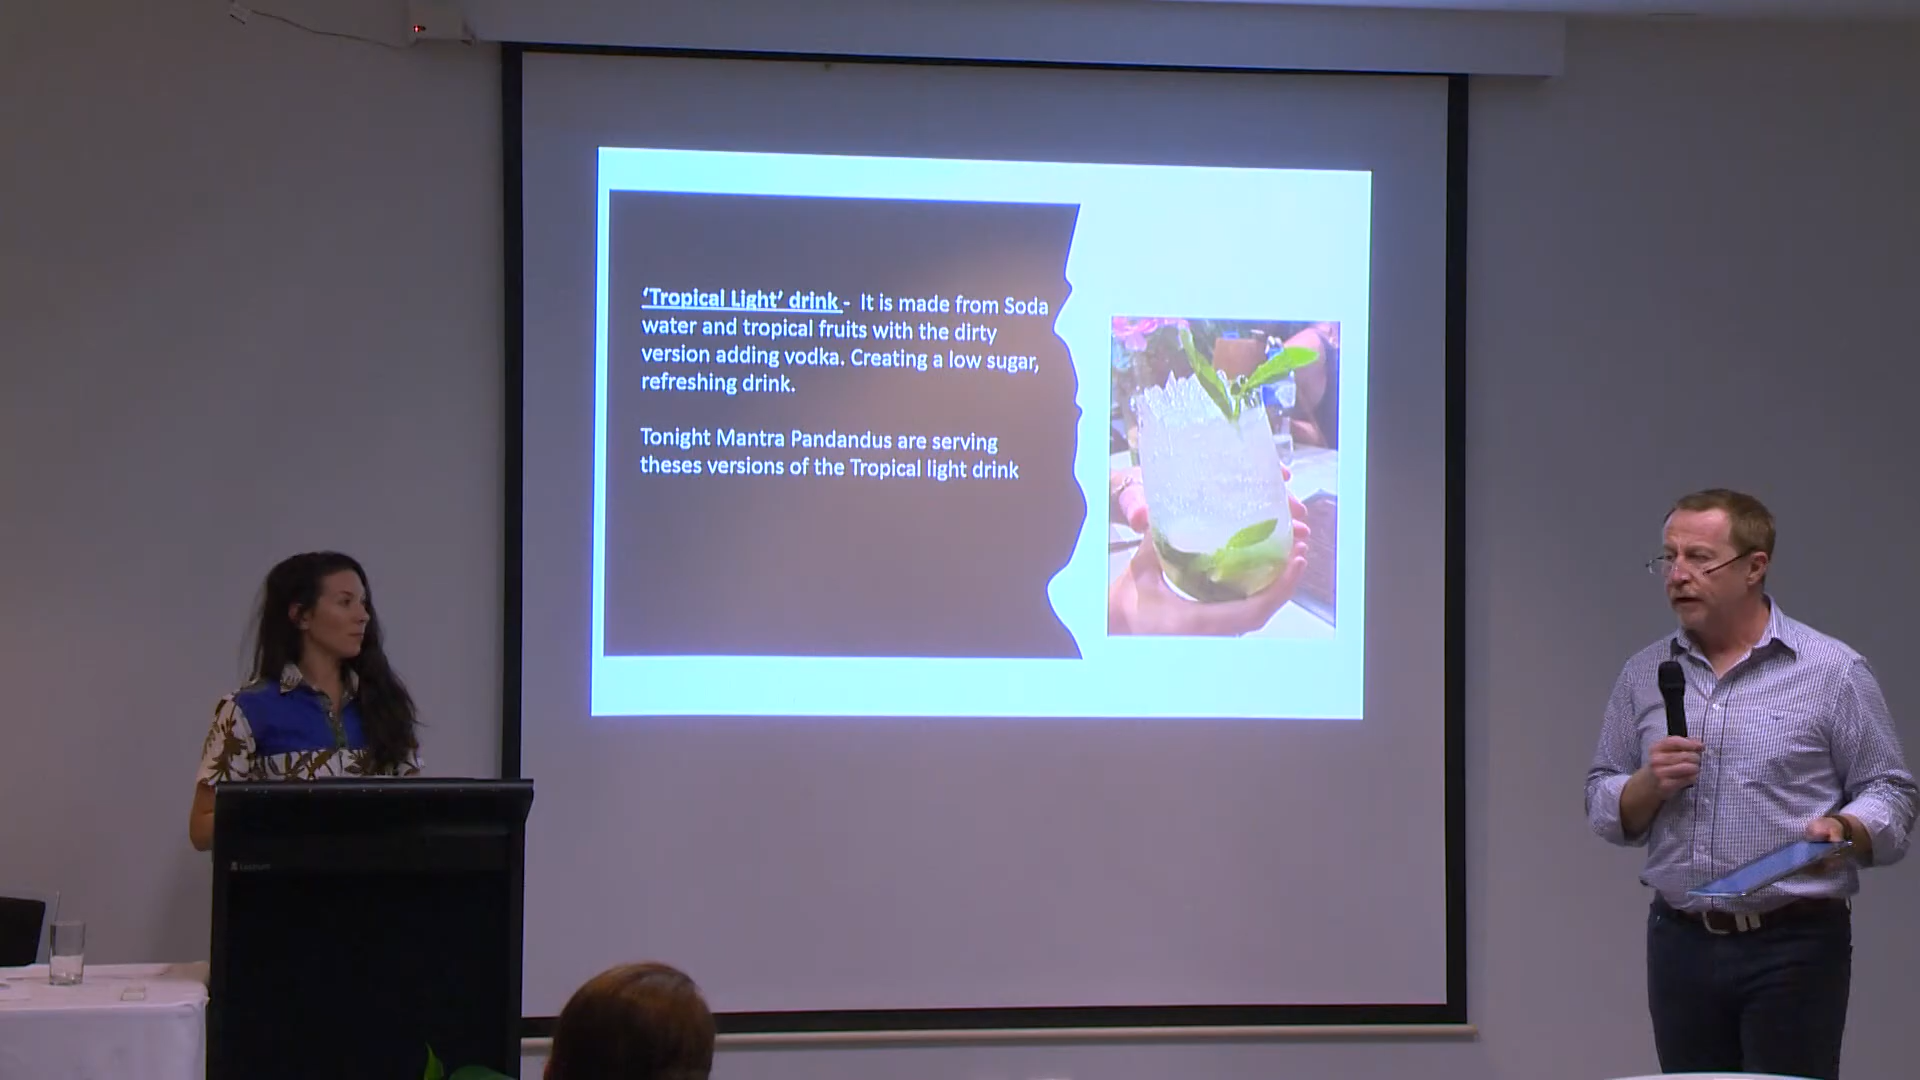 ‘Tropical Light’ drink - It is made from Soda
water and tropical fruits with the dirty
version adding vodka. Creating a low sugar,
refreshing drink.
Tonight Mantra Pandandus are serving
theses versions of the Tropical light drink